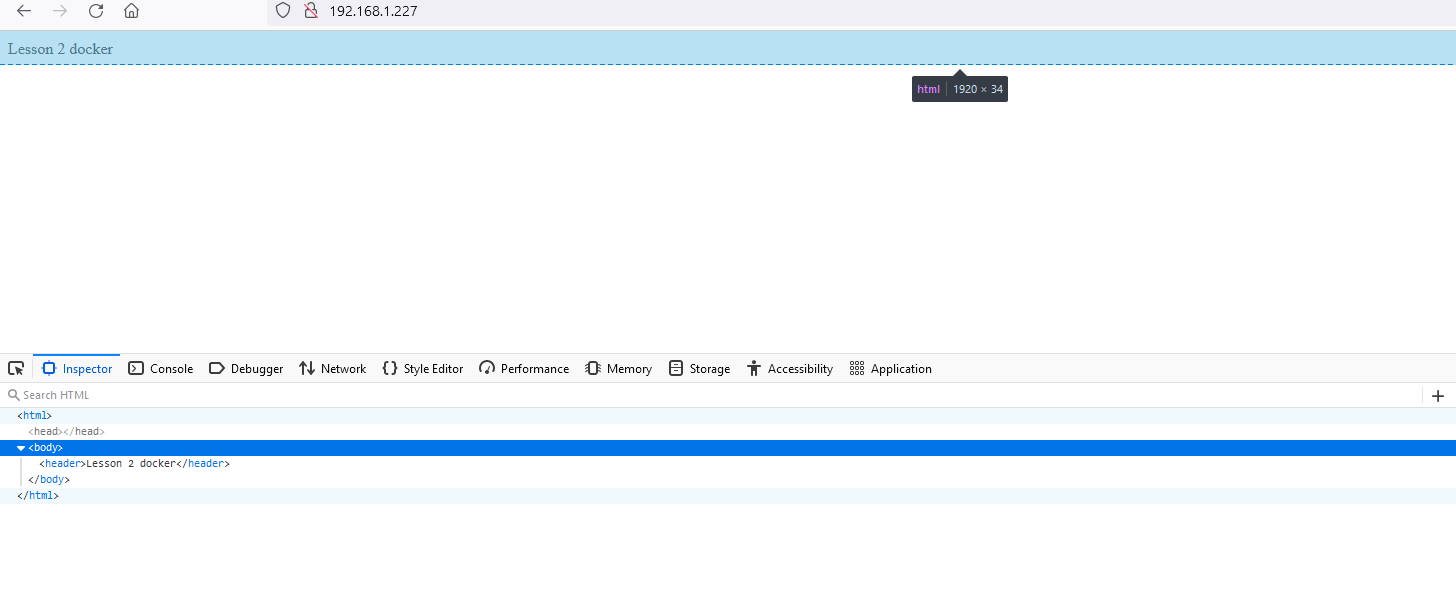 192.168.1.227
Lesson 2 docker
html 1920 × 34
Inspector Console Debugger Network Style Editor Performance Memory Storage Accessibility Application
Search HTML
<html>
<head></head>
<body>
<header>Lesson 2 docker</header>
</body>
</html>